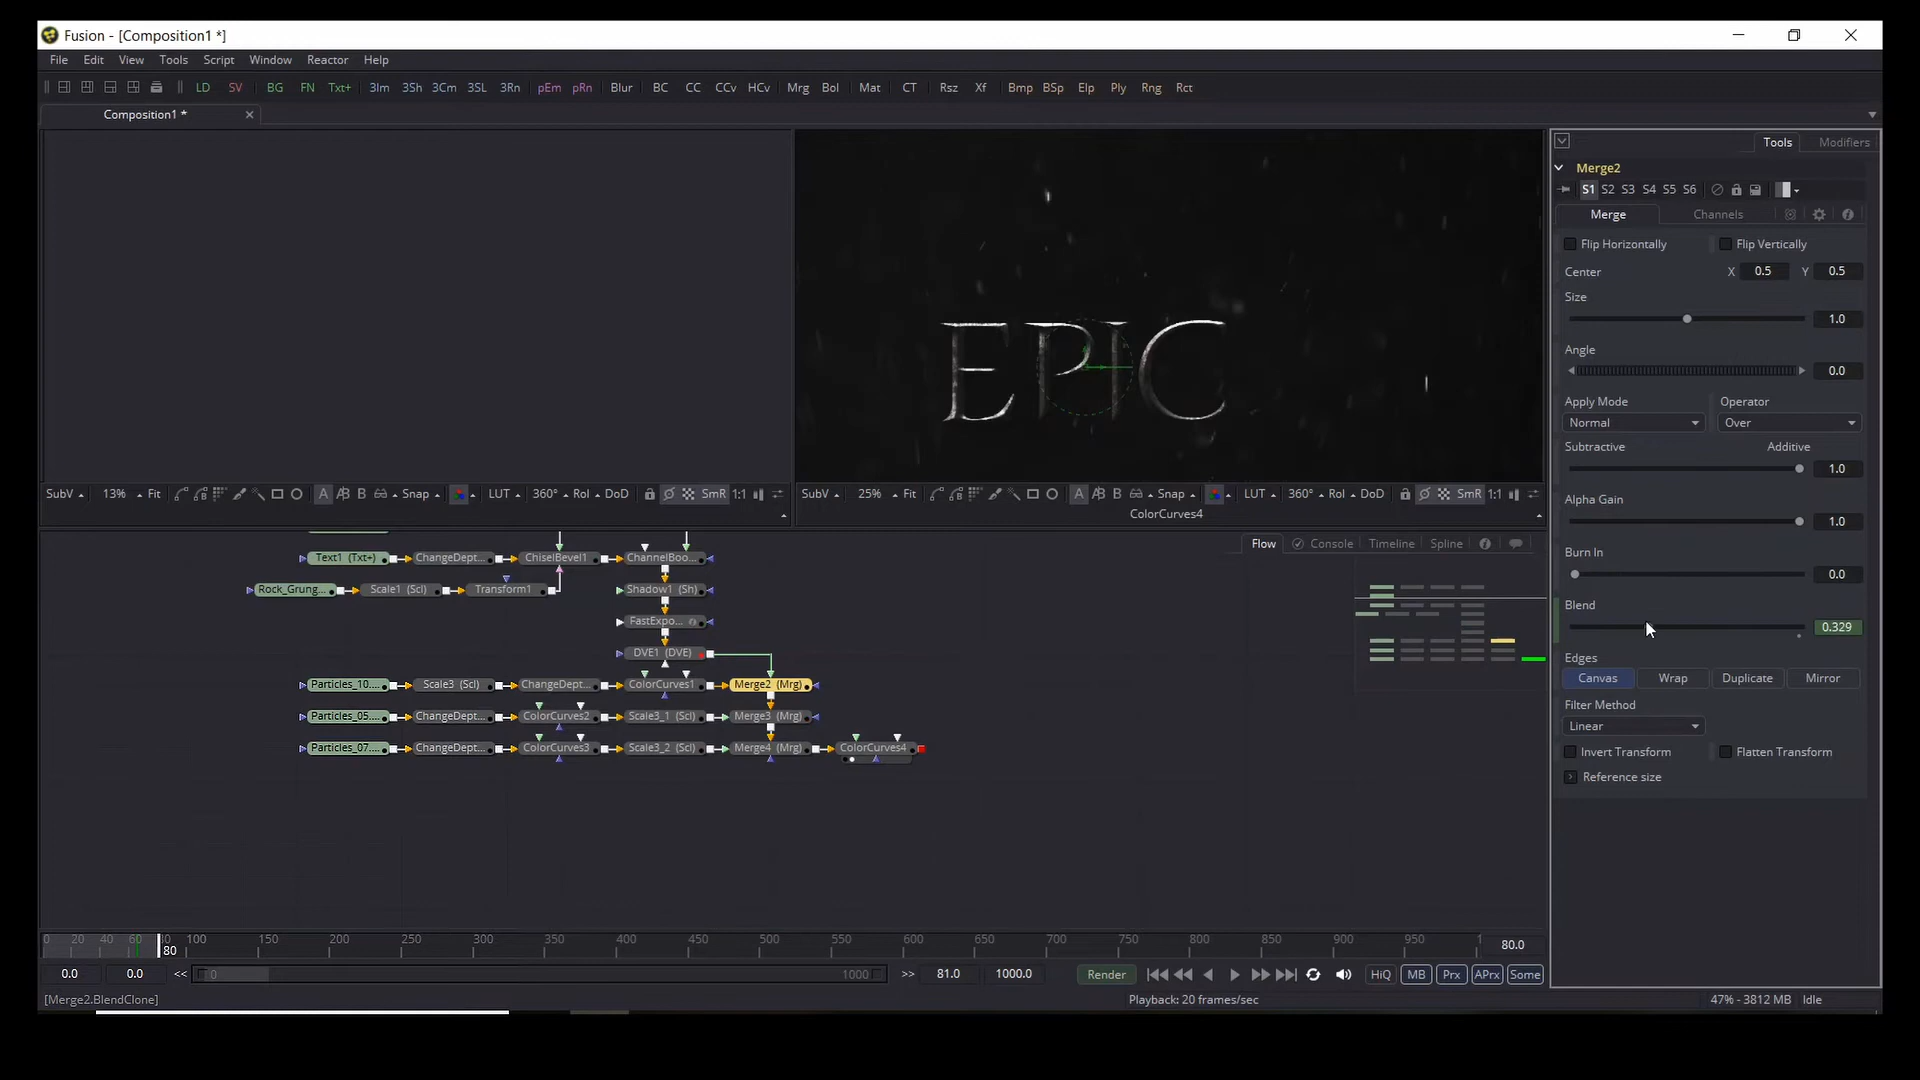 Fusion - [Composition1 *]
File Edit View Tools Script Window Reactor Help
LD SV BG FN Txt+ 3Im 3Sh 3Cm 3SL 3Rn pEm pRn Blur BC CC CCv HCv Mrg Bol Mat CT Rsz Xf Bmp BSp Elp Ply Rng Rct
Composition1 *
Tools Modifiers
Merge2
S1 S2 S3 S4 S5 S6
Merge Channels
Flip Horizontally Flip Vertically
Center X 0.5 Y 0.5
Size
1.0
Angle
0.0
Apply Mode Operator
Normal Over
Subtractive Additive
1.0
Alpha Gain
1.0
Burn In
0.0
Blend
0.329
Edges
Canvas Wrap Duplicate Mirror
Filter Method
Linear
Invert Transform Flatten Transform
Reference size
EPIC
SubV 13% Fit A B Snap LUT 360° RoI DoD SmR 1:1
SubV 25% Fit A B Snap LUT 360° RoI DoD SmR 1:1
ColorCurves4
Flow Console Timeline Spline
Text1 (Txt+) ChangeDept... ChiselBevel1 ChannelBoo...
Rock_Grung... Scale1 (Scl) Transform1 Shadow1 (Sh)
FastExpo...
DVE1 (DVE)
Particles_10.... Scale3 (Scl) ChangeDept... ColorCurves1 Merge2 (Mrg)
Particles_05.... ChangeDept... ColorCurves2 Scale3_1 (Scl) Merge3 (Mrg)
Particles_07.... ChangeDept... ColorCurves3 Scale3_2 (Scl) Merge4 (Mrg) ColorCurves4
0 20 40 60 80 100 150 200 250 300 350 400 450 500 550 600 650 700 750 800 850 900 950 1 80.0
0.0 0.0 << 0 1000 >> 81.0 1000.0 Render HiQ MB Prx APrx Some
[Merge2.BlendClone] Playback: 20 frames/sec 47% - 3812 MB Idle